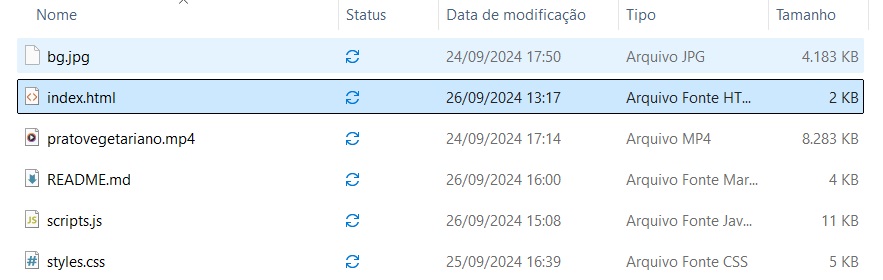 Nome Status Data de modificação Tipo Tamanho
bg.jpg 24/09/2024 17:50 Arquivo JPG 4.183 KB
index.html 26/09/2024 13:17 Arquivo Fonte HT... 2 KB
pratovegetariano.mp4 24/09/2024 17:14 Arquivo MP4 8.283 KB
README.md 26/09/2024 16:00 Arquivo Fonte Mar... 4 KB
scripts.js 26/09/2024 15:08 Arquivo Fonte Jav... 11 KB
styles.css 25/09/2024 16:39 Arquivo Fonte CSS 5 KB